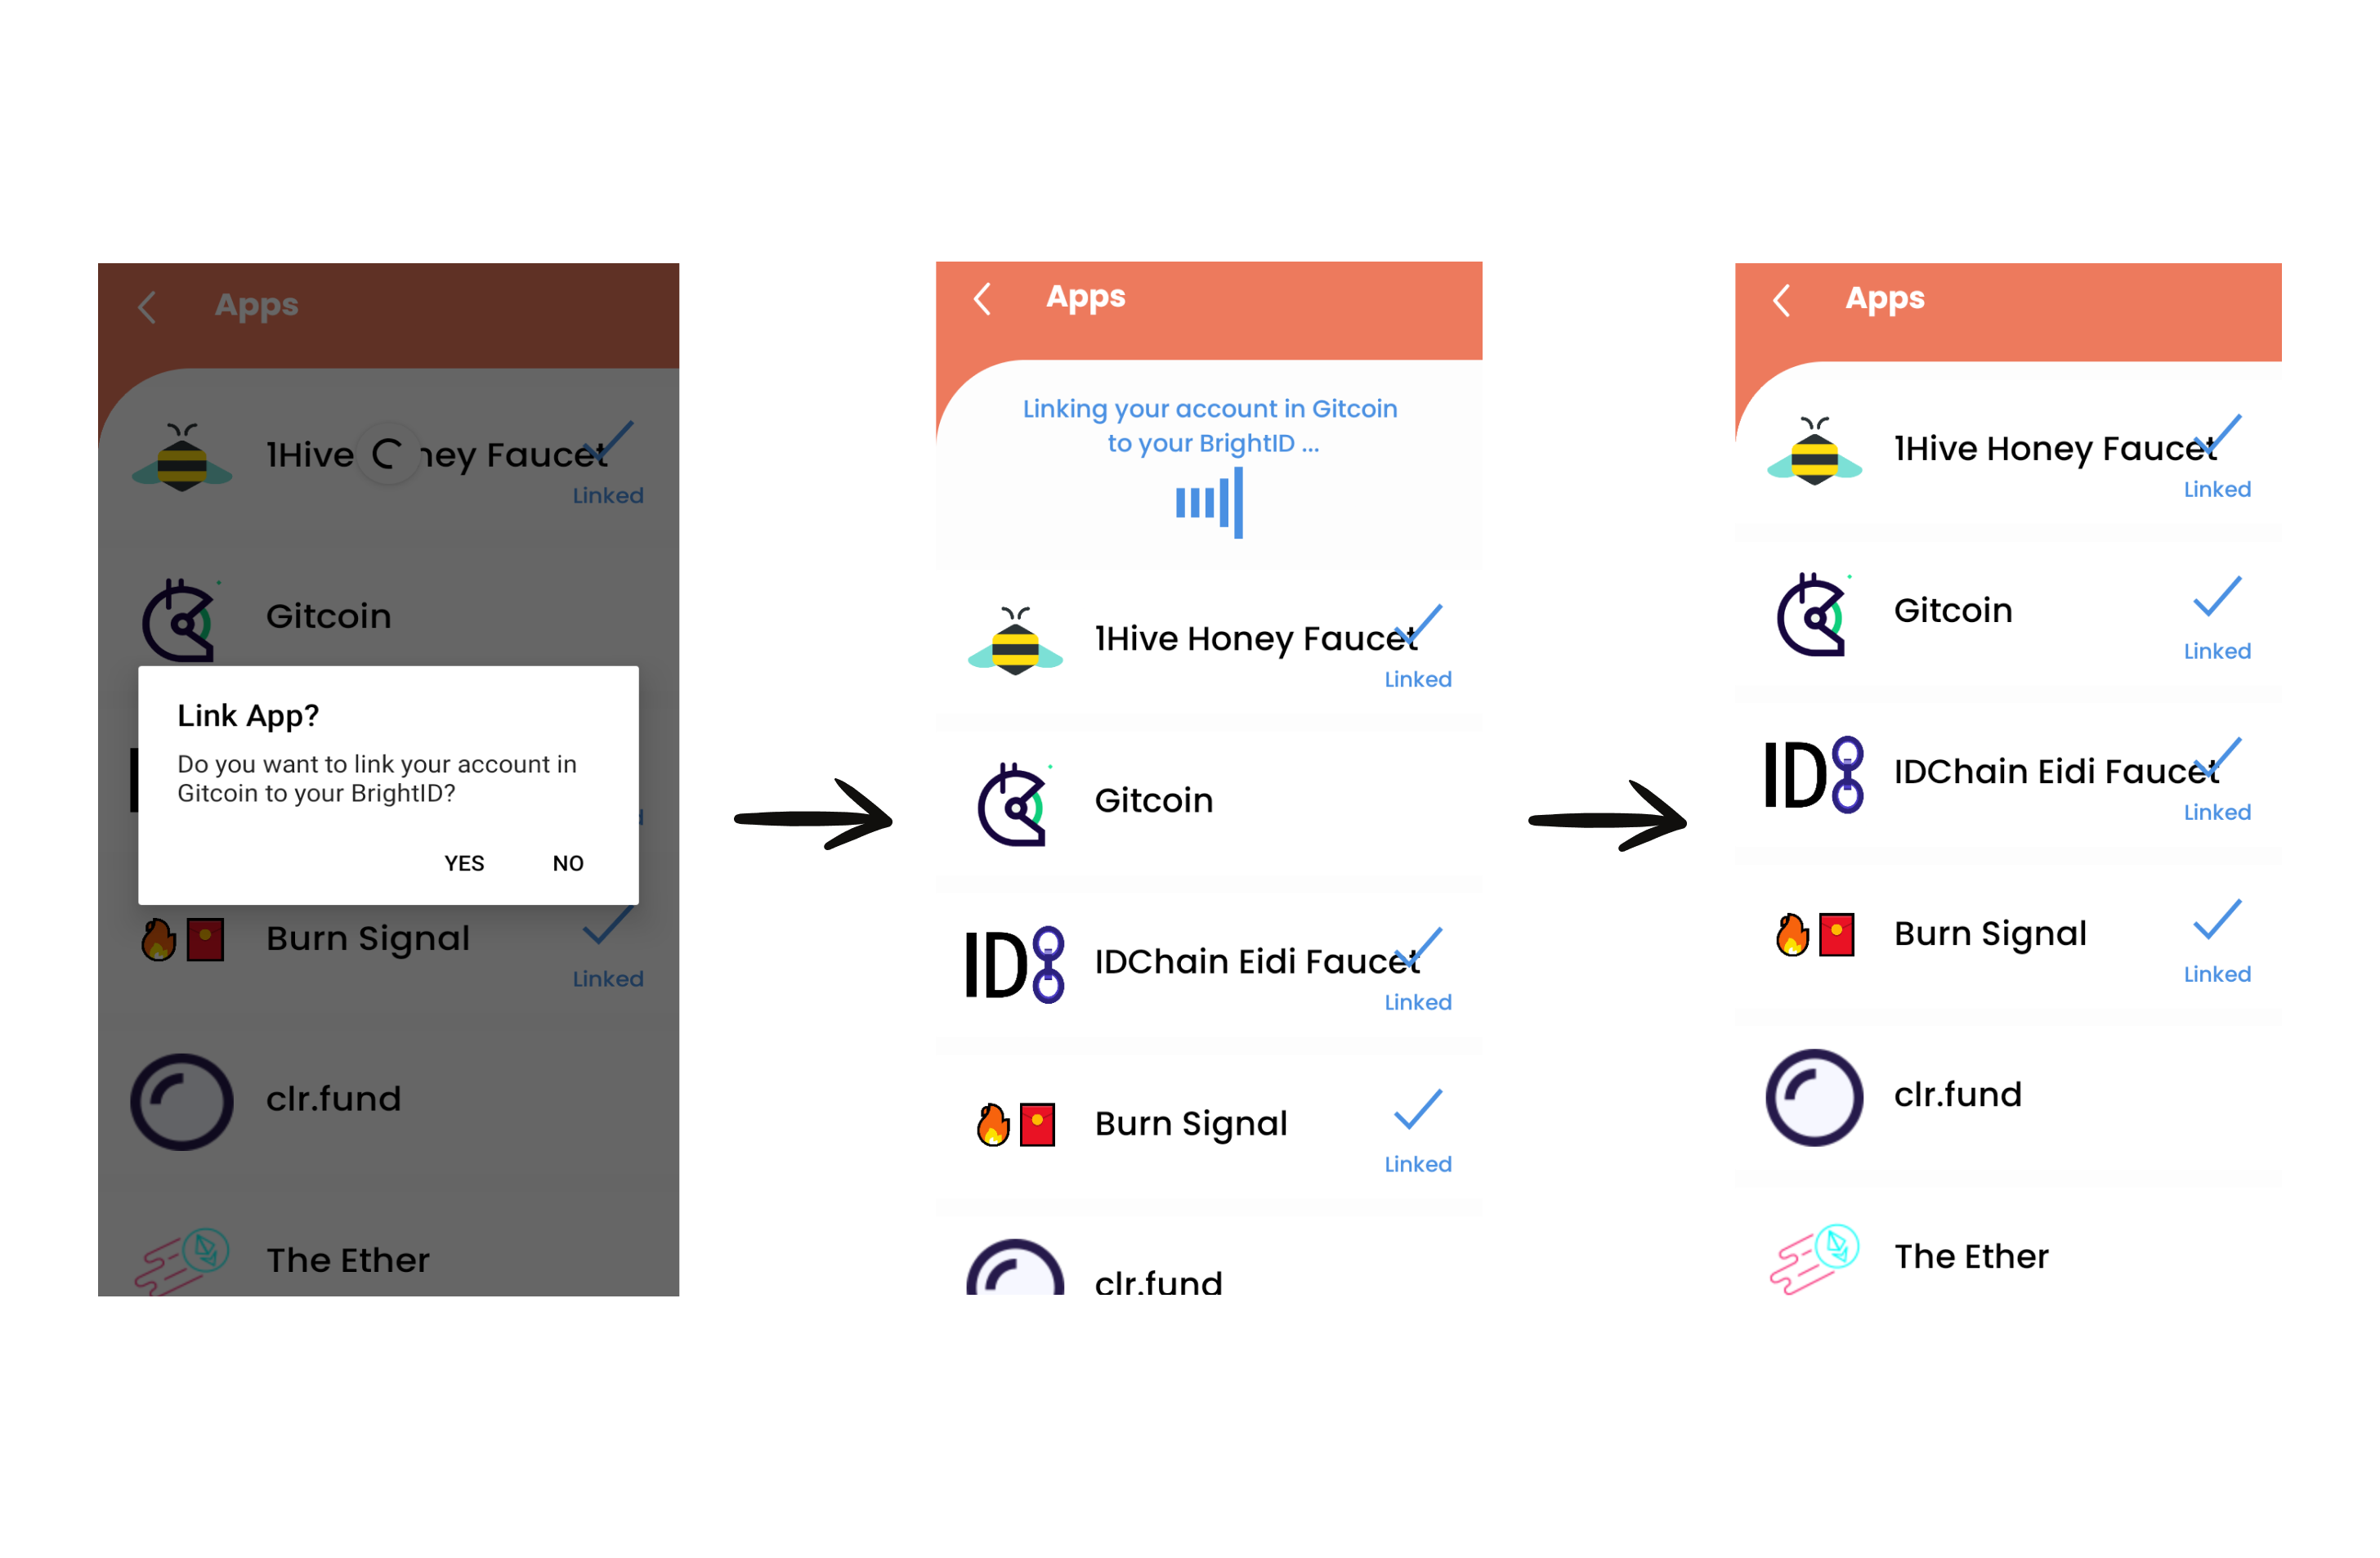 Apps
1Hive ney Faucet
Linked
Gitcoin
Link App?
Do you want to link your account in
Gitcoin to your BrightID?
YES NO
Burn Signal
Linked
clr.fund
The Ether
Apps
Linking your account in Gitcoin
to your BrightID ...
1Hive Honey Faucet
Linked
Gitcoin
ID IDChain Eidi Faucet
Linked
Burn Signal
Linked
clr.fund
Apps
1Hive Honey Faucet
Linked
Gitcoin
Linked
ID IDChain Eidi Faucet
Linked
Burn Signal
Linked
clr.fund
The Ether